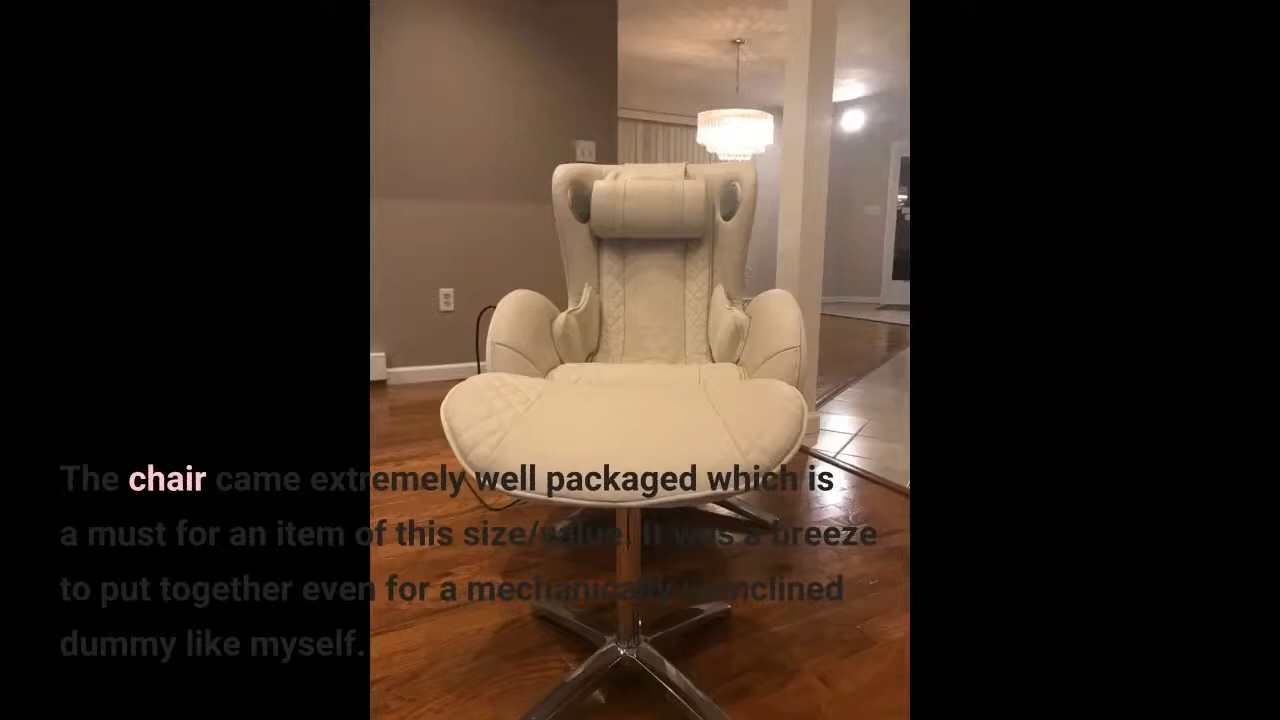 The chair came extremely well packaged which is
a must for an item of this size/value. It was a breeze
to put together even for a mechanically unmclined
dummy like myself.